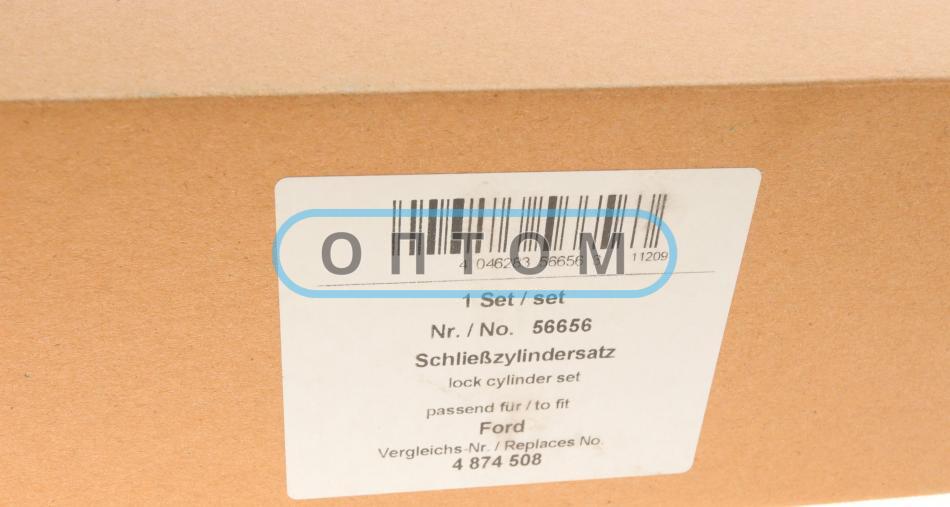 ОПТОМ
4 046283 56656 3 11209
1 Set / set
Nr. / No. 56656
Schließzylindersatz
lock cylinder set
passend für / to fit
Ford
Vergleichs-Nr. / Replaces No.
4 874 508